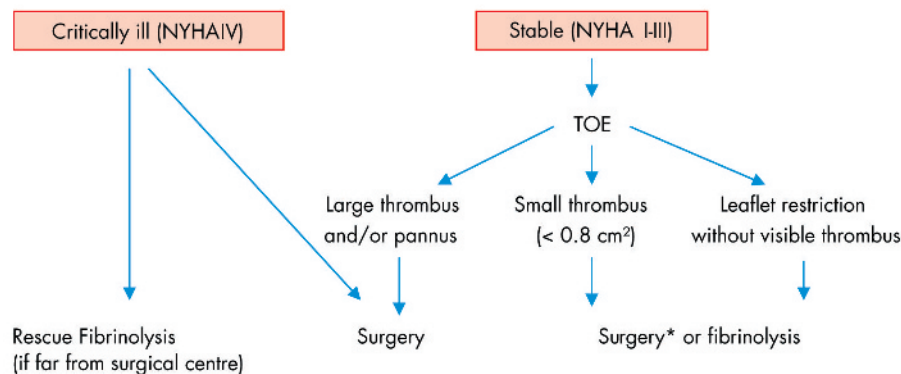 Critically ill (NYHAIV)
Stable (NYHA I-III)
TOE
Large thrombus
and/or pannus
Small thrombus
(< 0.8 cm²)
Leaflet restriction
without visible thrombus
Rescue Fibrinolysis
(if far from surgical centre)
Surgery
Surgery* or fibrinolysis